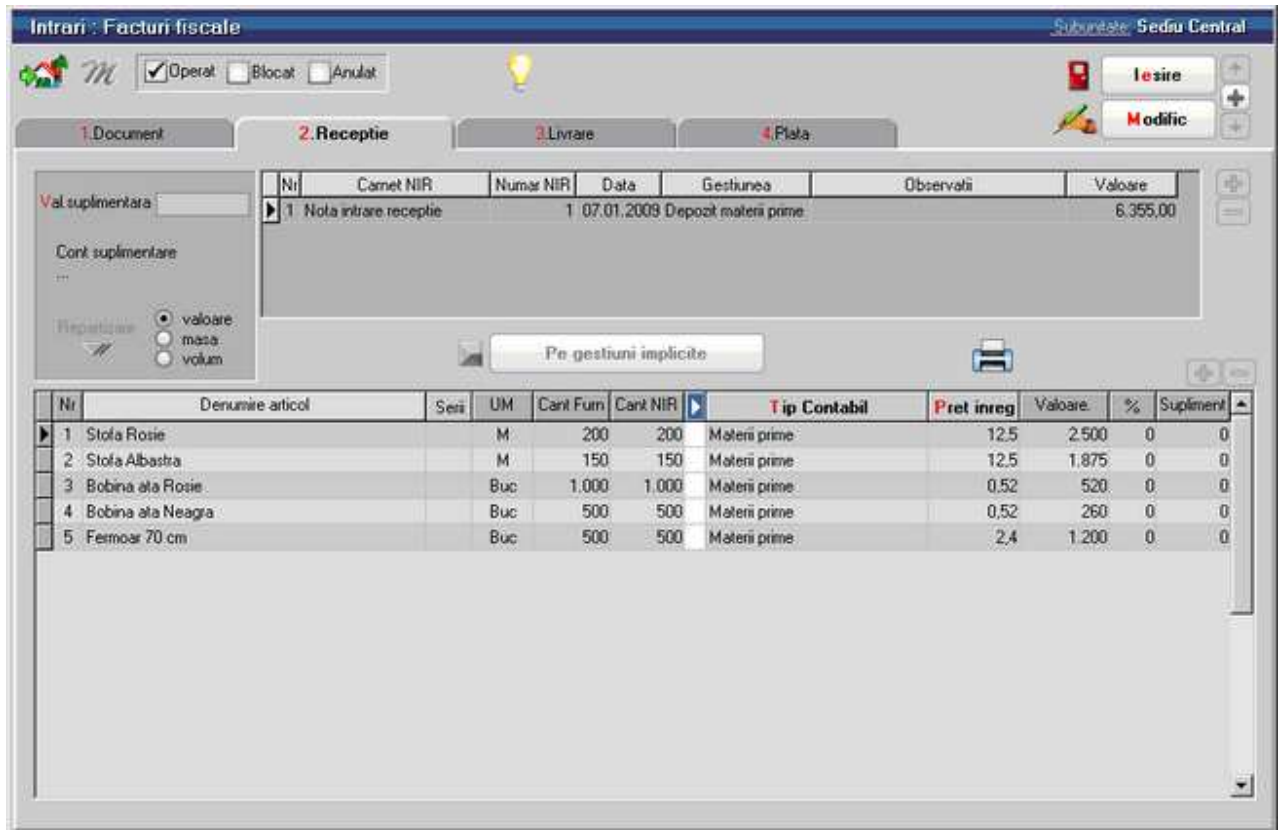 Intrari : Facturi fiscale Subunitate: Sediu Central
M Operat Blocat Anulat Iesire
Modific
1.Document 2.Receptie 3.Livrare 4.Plata
Val suplimentara
Cont suplimentare
...
Repartizare
valoare
masa
volum
Nr Carnet NIR Numar NIR Data Gestiunea Observatii Valoare
1 Nota intrare receptie 1 07.01.2009 Depozit materii prime 6.355,00
Pe gestiuni implicite
Nr Denumire articol Serii UM Cant Furn Cant NIR Tip Contabil Pret inreg Valoare. % Supliment
1 Stofa Rosie M 200 200 Materii prime 12,5 2.500 0 0
2 Stofa Albastra M 150 150 Materii prime 12,5 1.875 0 0
3 Bobina ata Rosie Buc 1.000 1.000 Materii prime 0,52 520 0 0
4 Bobina ata Neagra Buc 500 500 Materii prime 0,52 260 0 0
5 Fermoar 70 cm Buc 500 500 Materii prime 2,4 1.200 0 0